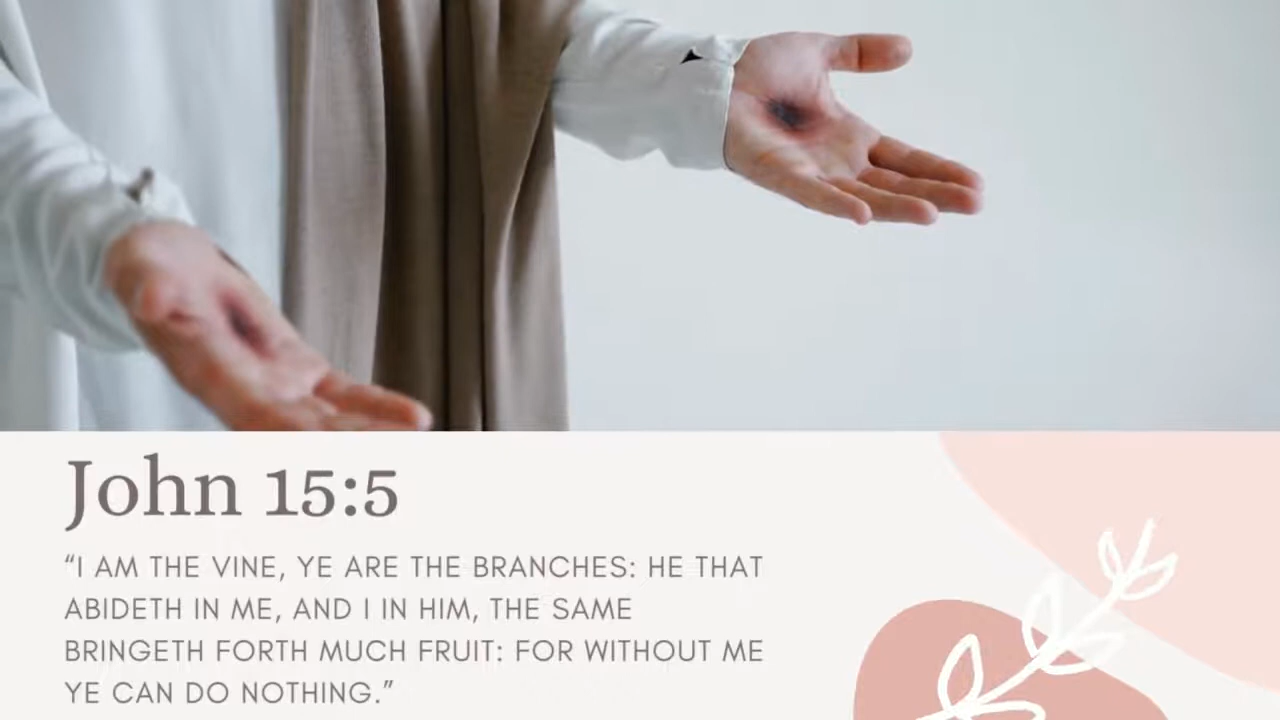 John 15:5
“I AM THE VINE, YE ARE THE BRANCHES: HE THAT
ABIDETH IN ME, AND I IN HIM, THE SAME
BRINGETH FORTH MUCH FRUIT: FOR WITHOUT ME
YE CAN DO NOTHING.”